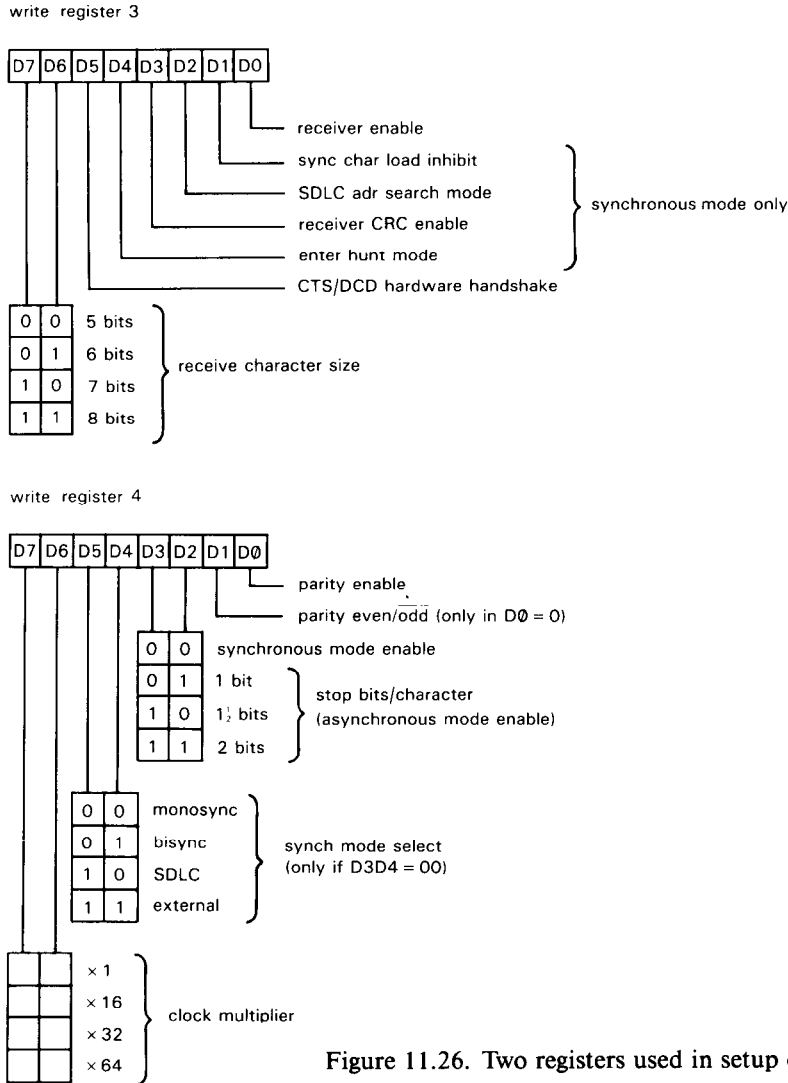 write register 3
D7 D6 D5 D4 D3 D2 D1 D0
receiver enable
sync char load inhibit
SDLC adr search mode
receiver CRC enable
enter hunt mode
synchronous mode only
CTS/DCD hardware handshake
0 0 5 bits
0 1 6 bits
1 0 7 bits
1 1 8 bits
receive character size
write register 4
D7 D6 D5 D4 D3 D2 D1 DØ
parity enable
parity even/o̅d̅d̅ (only in DØ = 0)
0 0 synchronous mode enable
0 1 1 bit
1 0 1½ bits
1 1 2 bits
stop bits/character
(asynchronous mode enable)
0 0 monosync
0 1 bisync
1 0 SDLC
1 1 external
synch mode select
(only if D3D4 = 00)
× 1
× 16
× 32
× 64
clock multiplier
Figure 11.26. Two registers used in setup